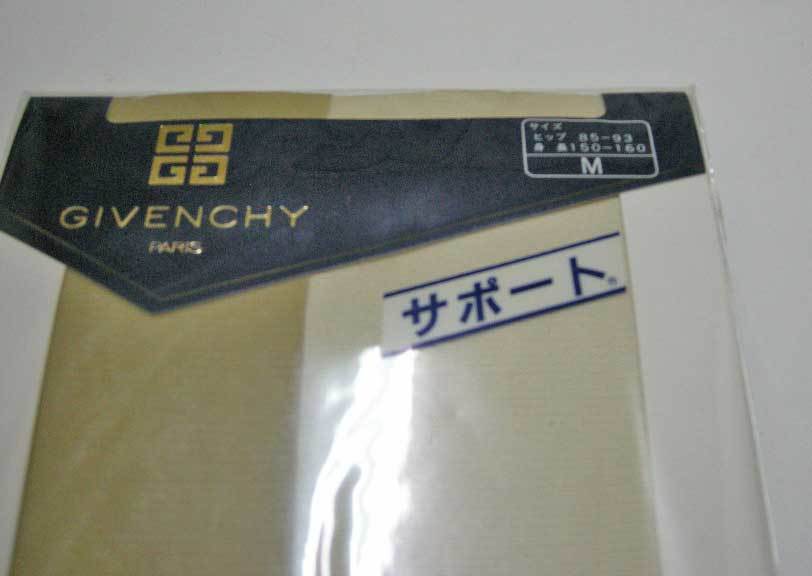 GIVENCHY
PARIS
サイズ
ヒップ 85-93
身長150-160
M
サポート®